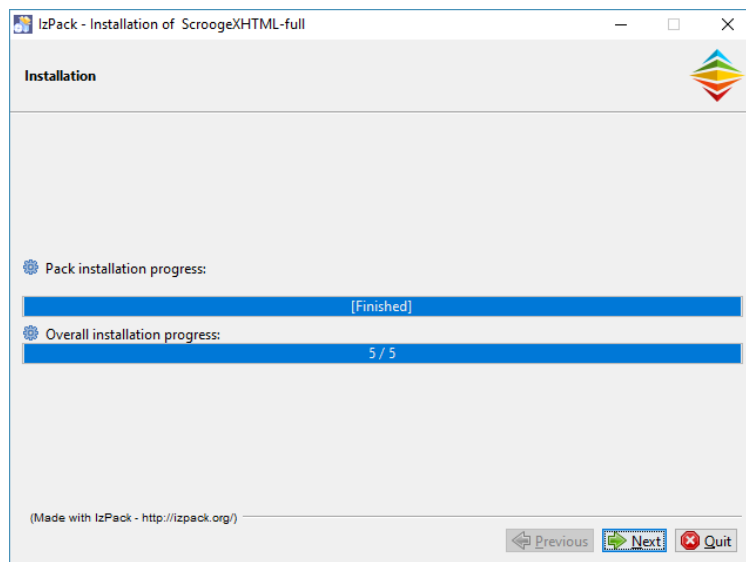 IzPack - Installation of ScroogeXHTML-full
Installation
Pack installation progress:
[Finished]
Overall installation progress:
5 / 5
(Made with IzPack - http://izpack.org/)
Previous Next Quit